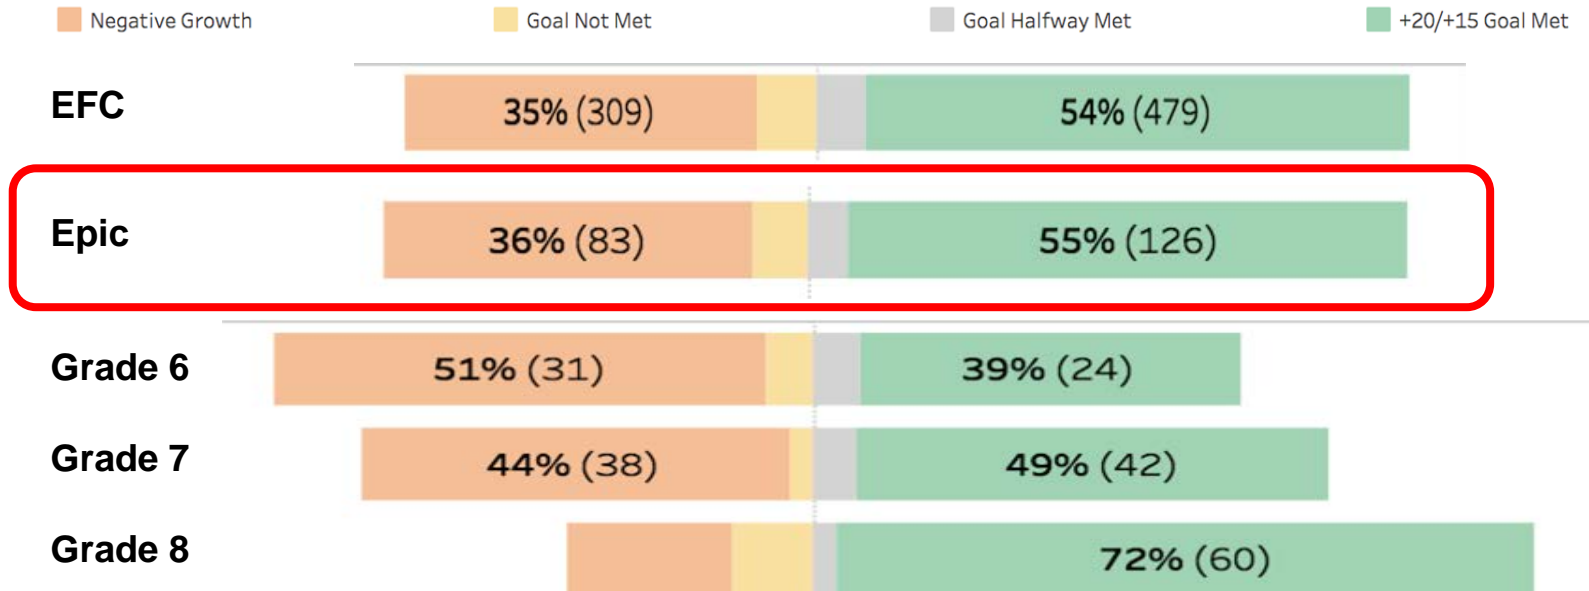 Negative Growth Goal Not Met Goal Halfway Met +20/+15 Goal Met
EFC 35% (309) 54% (479)
Epic 36% (83) 55% (126)
Grade 6 51% (31) 39% (24)
Grade 7 44% (38) 49% (42)
Grade 8 72% (60)